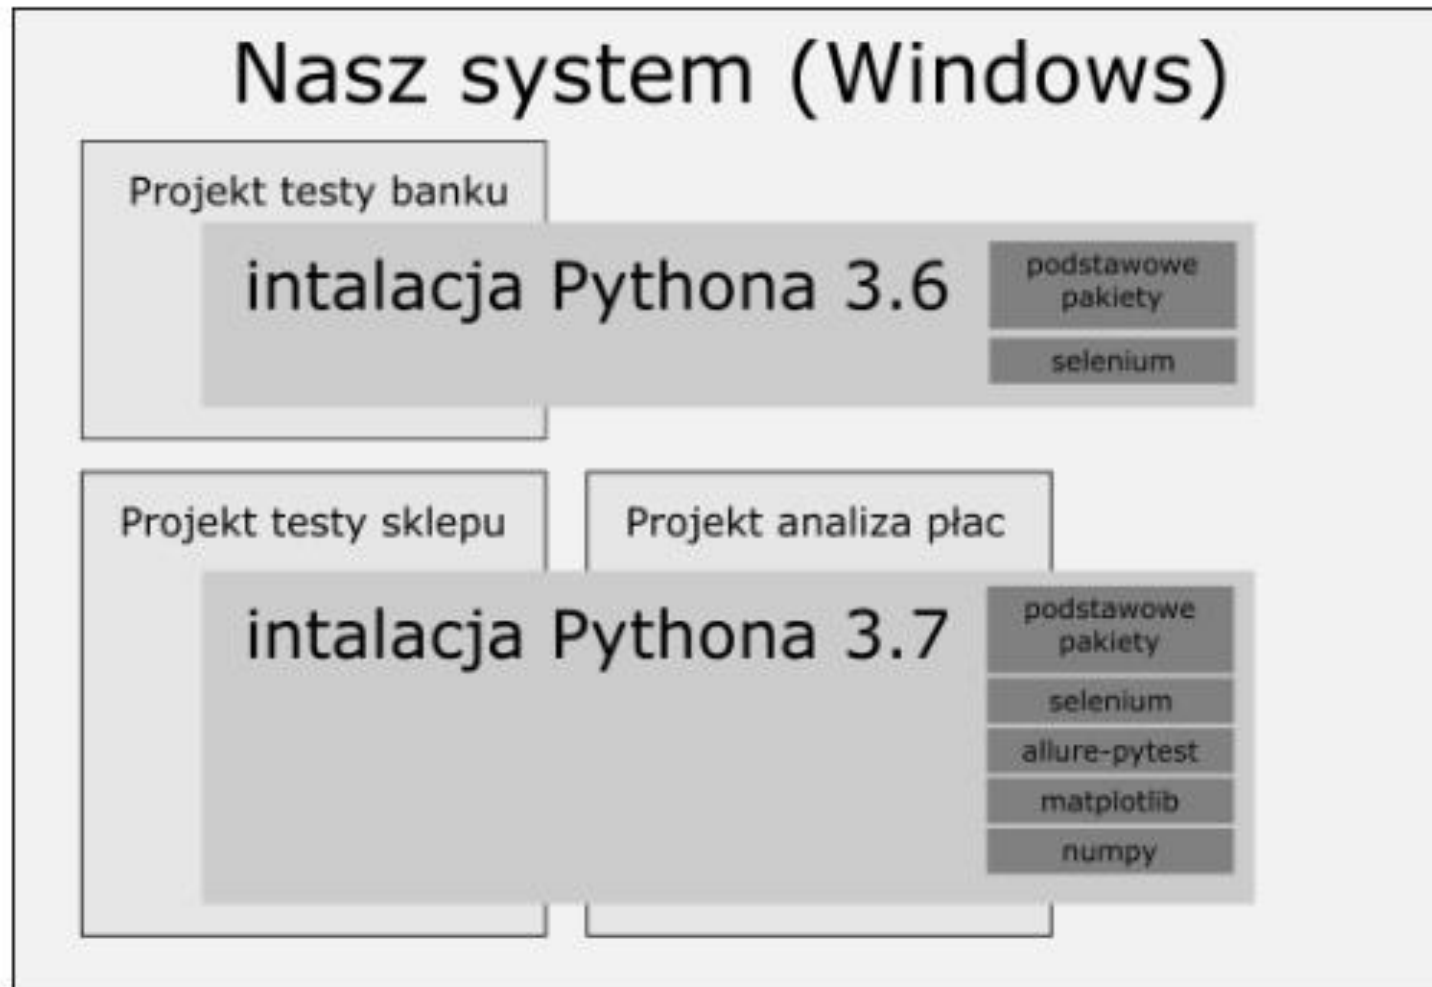 Nasz system (Windows)
Projekt testy banku
intalacja Pythona 3.6
podstawowe
pakiety
selenium
Projekt testy sklepu
Projekt analiza płac
intalacja Pythona 3.7
podstawowe
pakiety
selenium
allure-pytest
matplotlib
numpy